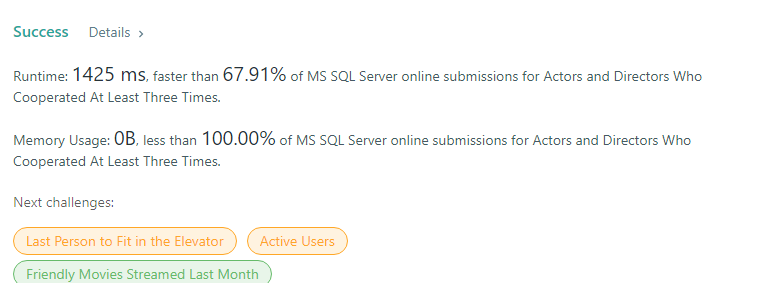 Success Details ›
Runtime: 1425 ms, faster than 67.91% of MS SQL Server online submissions for Actors and Directors Who
Cooperated At Least Three Times.
Memory Usage: 0B, less than 100.00% of MS SQL Server online submissions for Actors and Directors Who
Cooperated At Least Three Times.
Next challenges:
Last Person to Fit in the Elevator Active Users
Friendly Movies Streamed Last Month